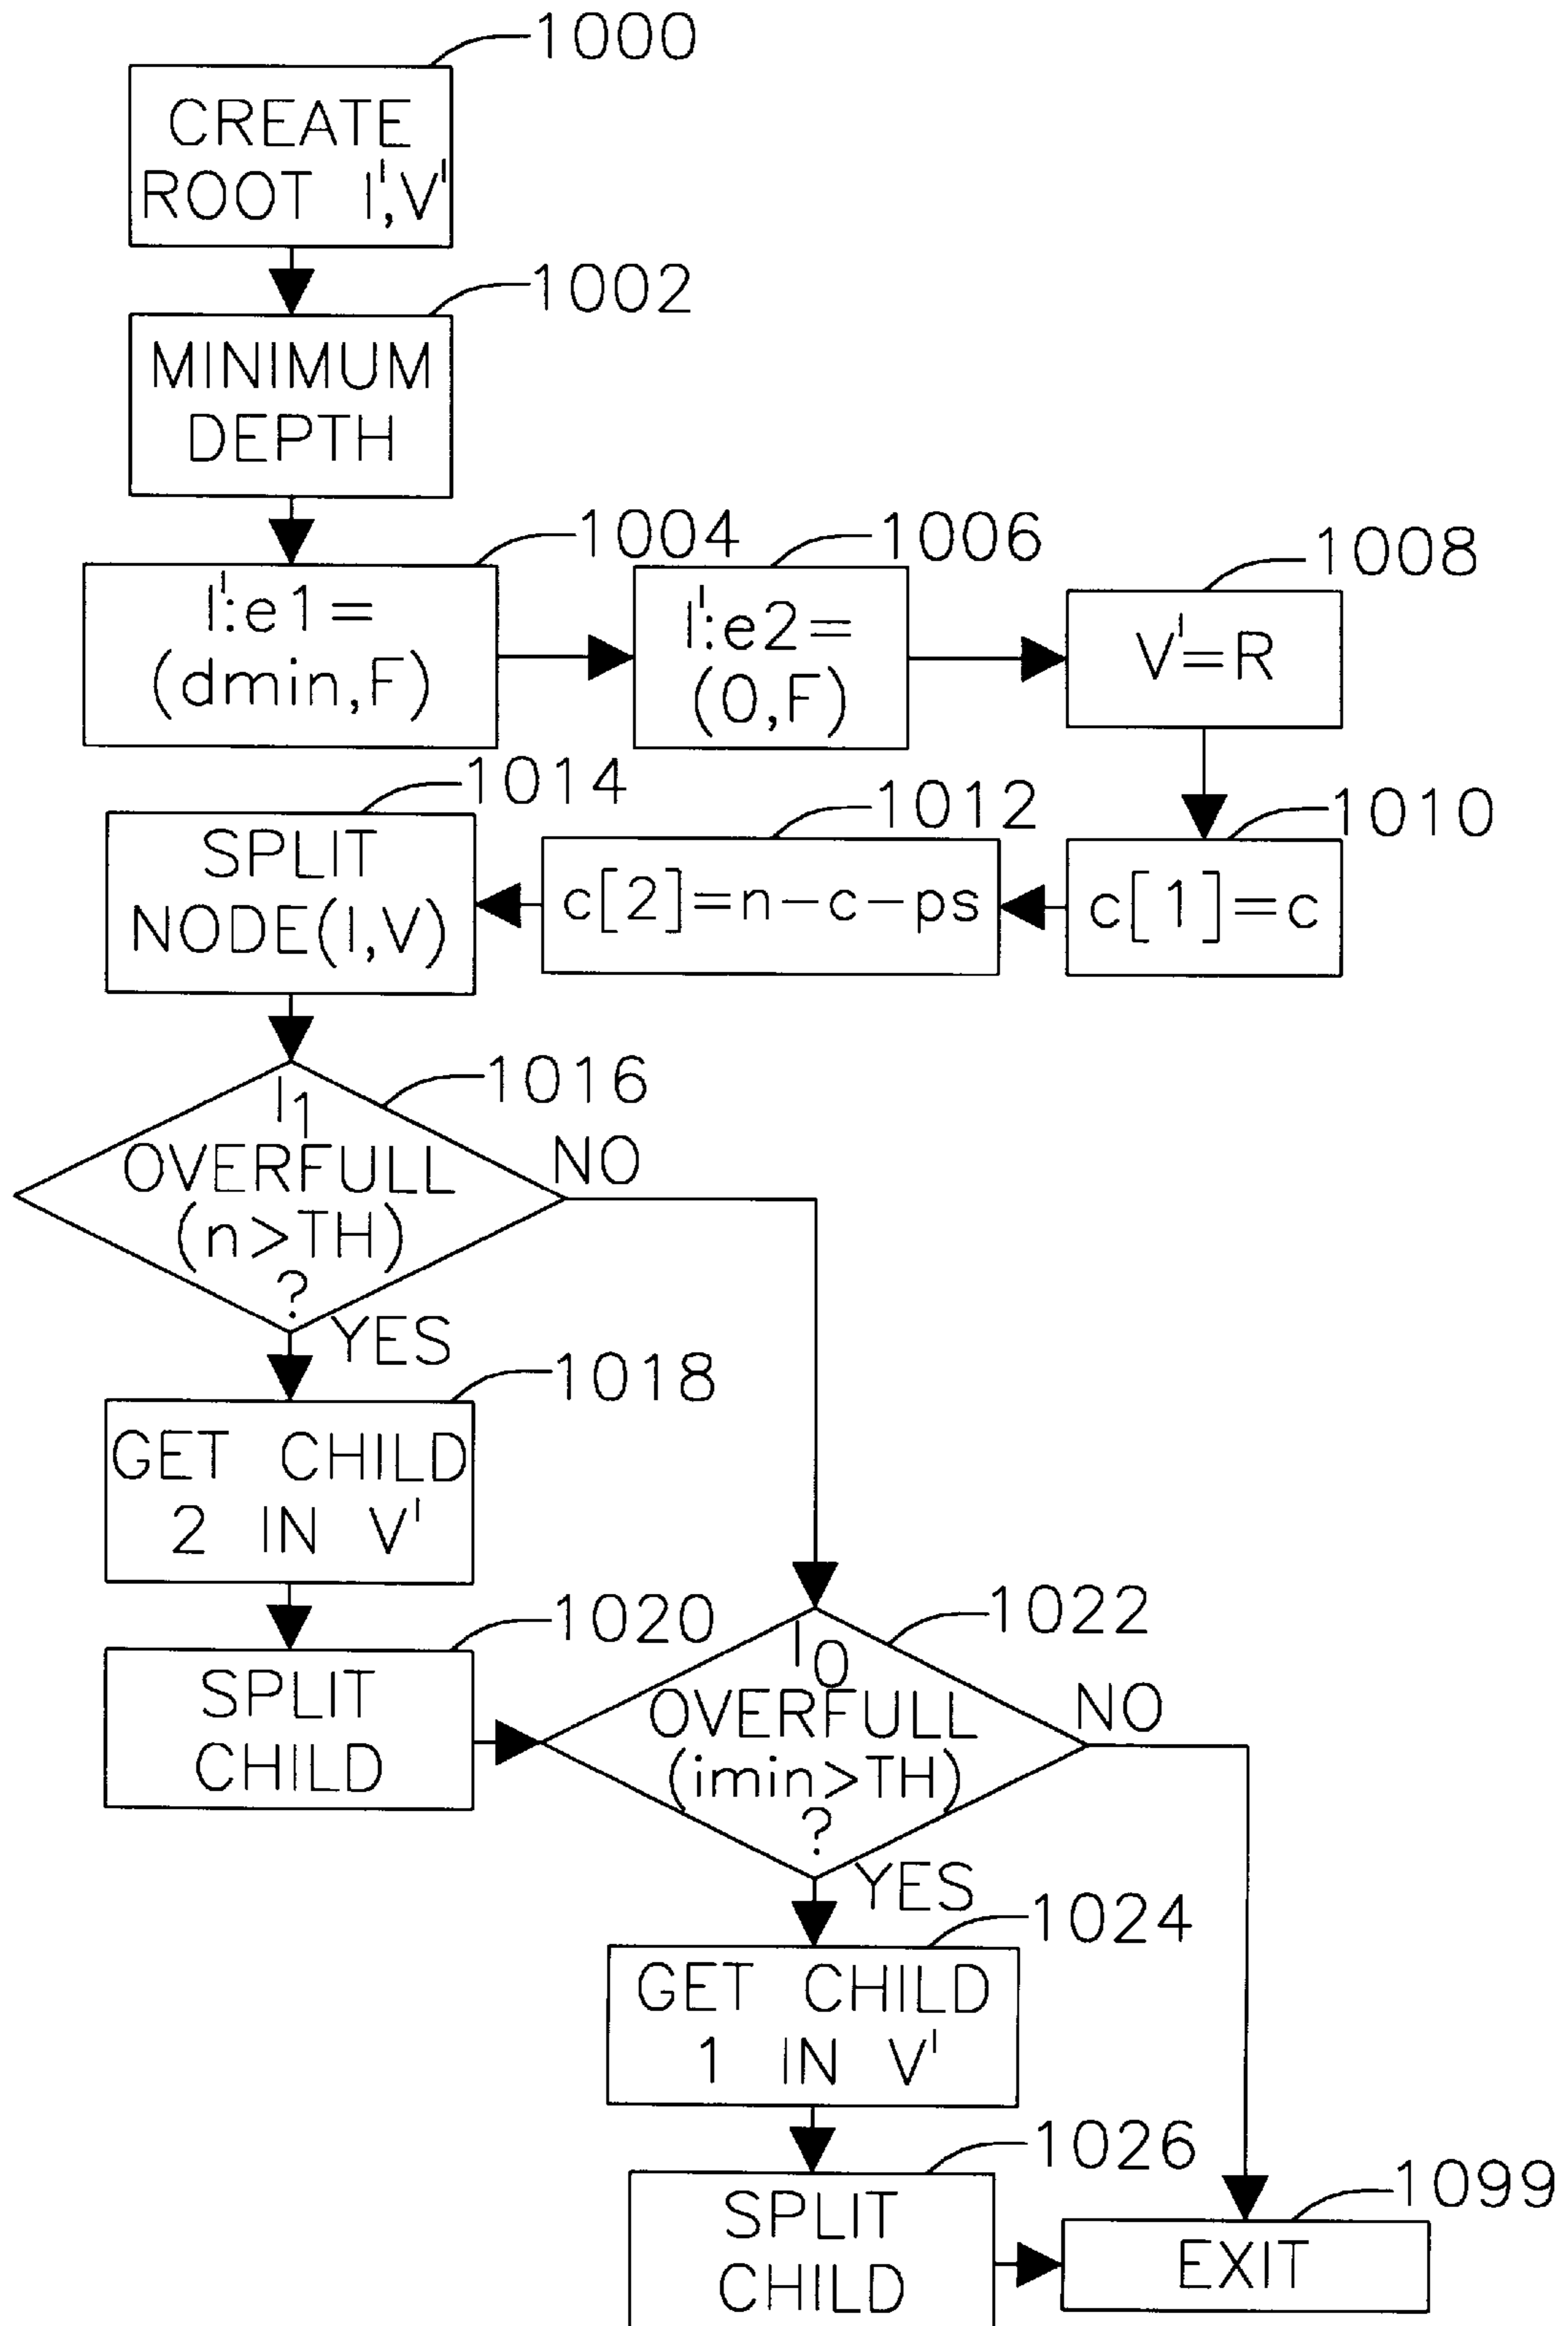 1000
CREATE
ROOT I',V'
1002
MINIMUM
DEPTH
1004
I':e1=
(dmin,F)
1006
I':e2=
(0,F)
1008
V'=R
1010
c[1]=c
1012
c[2]=n-c-ps
1014
SPLIT
NODE(I,V)
1016
I1
OVERFULL
(n>TH)
?
NO
YES
1018
GET CHILD
2 IN V'
1020
SPLIT
CHILD
1022
I0
OVERFULL
(imin>TH)
?
NO
YES
1024
GET CHILD
1 IN V'
1026
SPLIT
CHILD
1099
EXIT